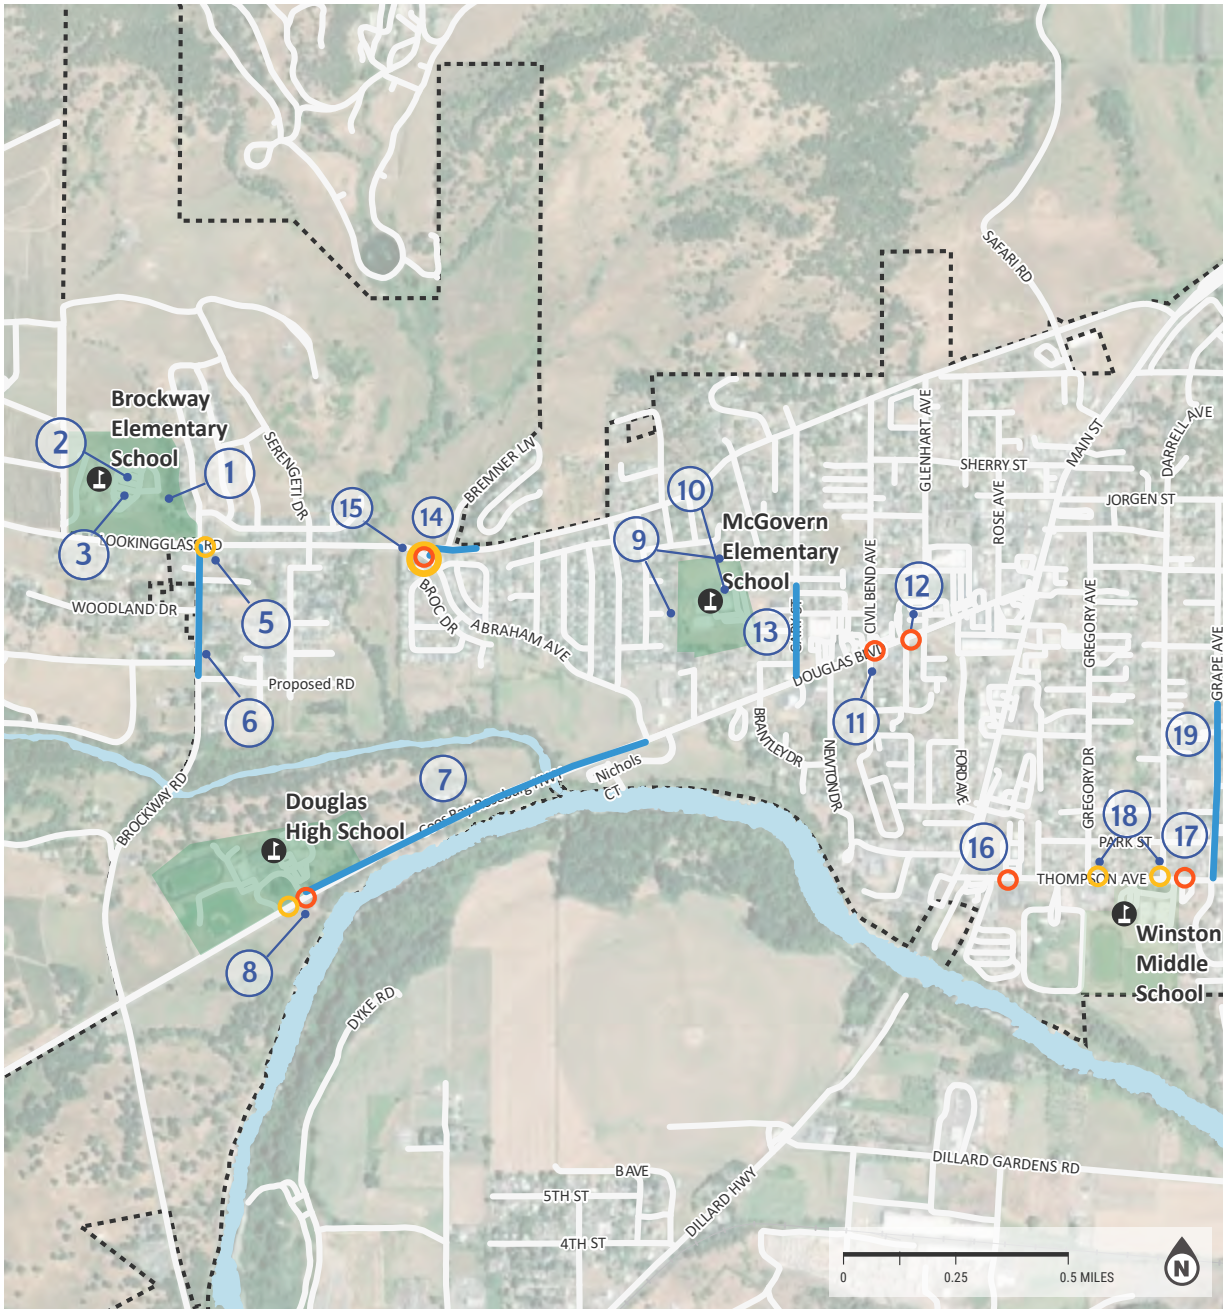 SAFARI RD
Brockway
Elementary
School
2
1
3
SERENGETI DR
BREMNER LN
GLENHART AVE
MAIN ST
DARRELL AVE
SHERRY ST
ROSE AVE
JORGEN ST
15
14
10
9
McGovern
Elementary
School
LOOKINGGLASS RD
WOODLAND DR
5
BROC DR
ABRAHAM AVE
13
CIVIL BEND AVE
12
GREGORY AVE
GRAPE AVE
DOUGLAS BLVD
Proposed RD
6
11
BRANTLEY DR
NEWTON DR
FORD AVE
GREGORY DR
19
7
Nichols
CT
Coos Bay Roseburg HWY
BROCKWAY RD
Douglas
High School
18
16
PARK ST
17
THOMPSON AVE
8
Winston
Middle
School
DYKE RD
B AVE
5TH ST
4TH ST
DILLARD HWY
DILLARD GARDENS RD
0
0.25
0.5 MILES
N